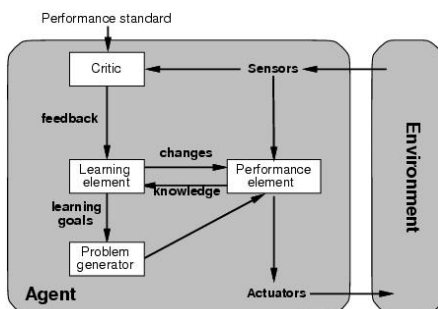 Performance standard
Critic
Sensors
feedback
changes
Learning
element
knowledge
Performance
element
learning
goals
Problem
generator
Agent
Actuators
Environment